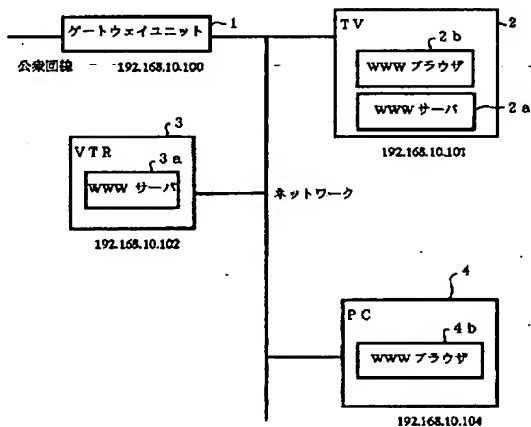 ゲートウェイユニット
1
公衆回線
192.168.10.100
TV
2
2b
WWW ブラウザ
WWW サーバ
2a
192.168.10.101
3
VTR
3a
WWW サーバ
192.168.10.102
ネットワーク
4
PC
4b
WWW ブラウザ
192.168.10.104